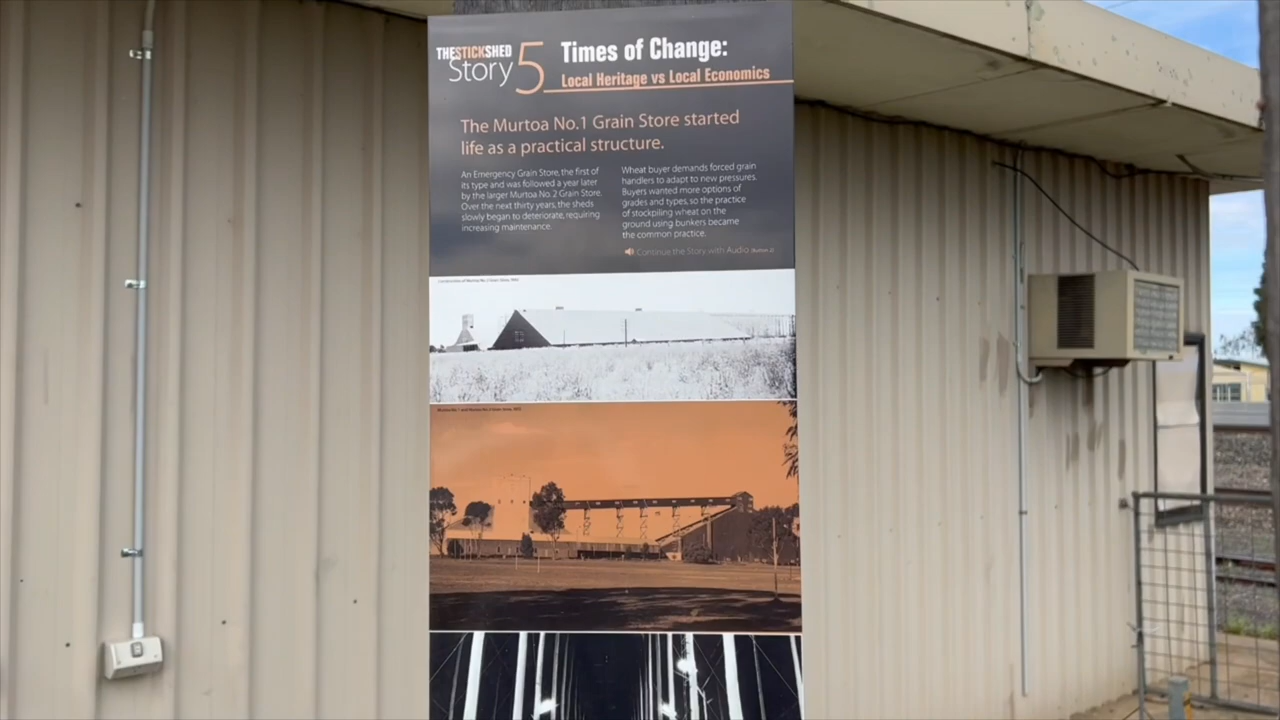 THESTICKSHED
Story 5
Times of Change:
Local Heritage vs Local Economics
The Murtoa No.1 Grain Store started
life as a practical structure.
An Emergency Grain Store, the first of
its type and was followed a year later
by the larger Murtoa No. 2 Grain Store.
Over the next thirty years, the sheds
slowly began to deteriorate, requiring
increasing maintenance.
Wheat buyer demands forced grain
handlers to adapt to new pressures.
Buyers wanted more options of
grades and types, so the practice
of stockpiling wheat on the
ground using bunkers became
the common practice.
Continue the Story with Audio